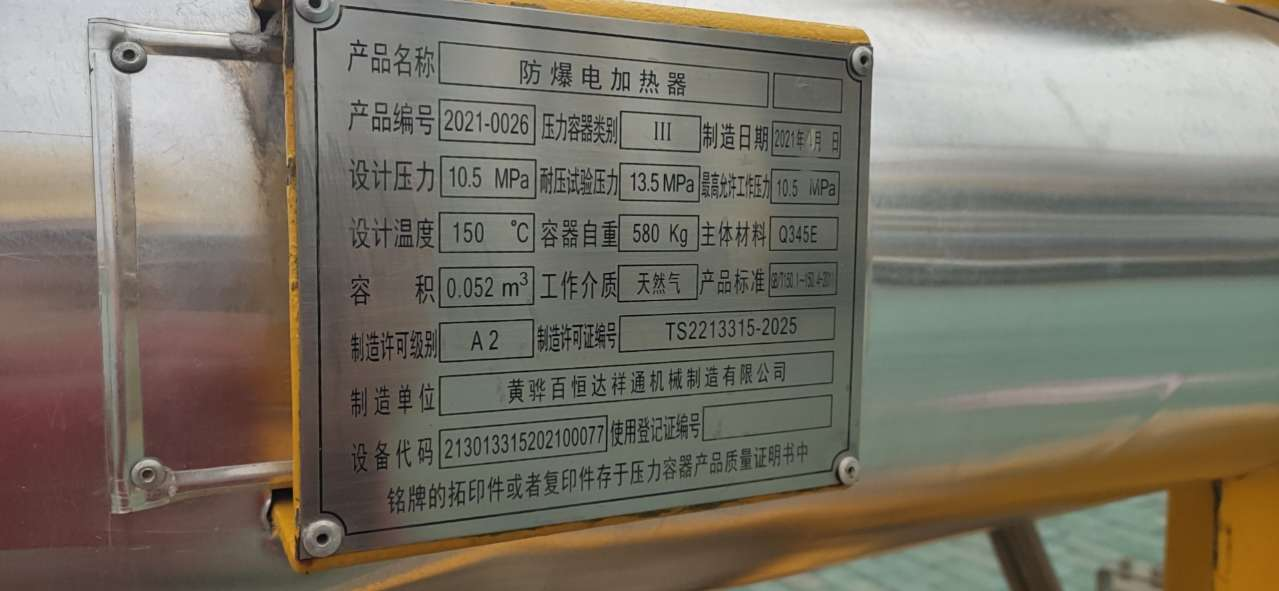 产品名称 防爆电加热器
产品编号 2021-0026 压力容器类别 III 制造日期 2021年4月 日
设计压力 10.5 MPa 耐压试验压力 13.5MPa 最高允许工作压力 10.5 MPa
设计温度 150 ℃ 容器自重 580 Kg 主体材料 Q345E
容 积 0.052 m³ 工作介质 天然气 产品标准 GB/T150.1~150.4-2011
制造许可级别 A2 制造许可证编号 TS2213315-2025
制造单位 黄骅百恒达祥通机械制造有限公司
设备代码 213013315202100077 使用登记证编号
铭牌的拓印件或者复印件存于压力容器产品质量证明书中